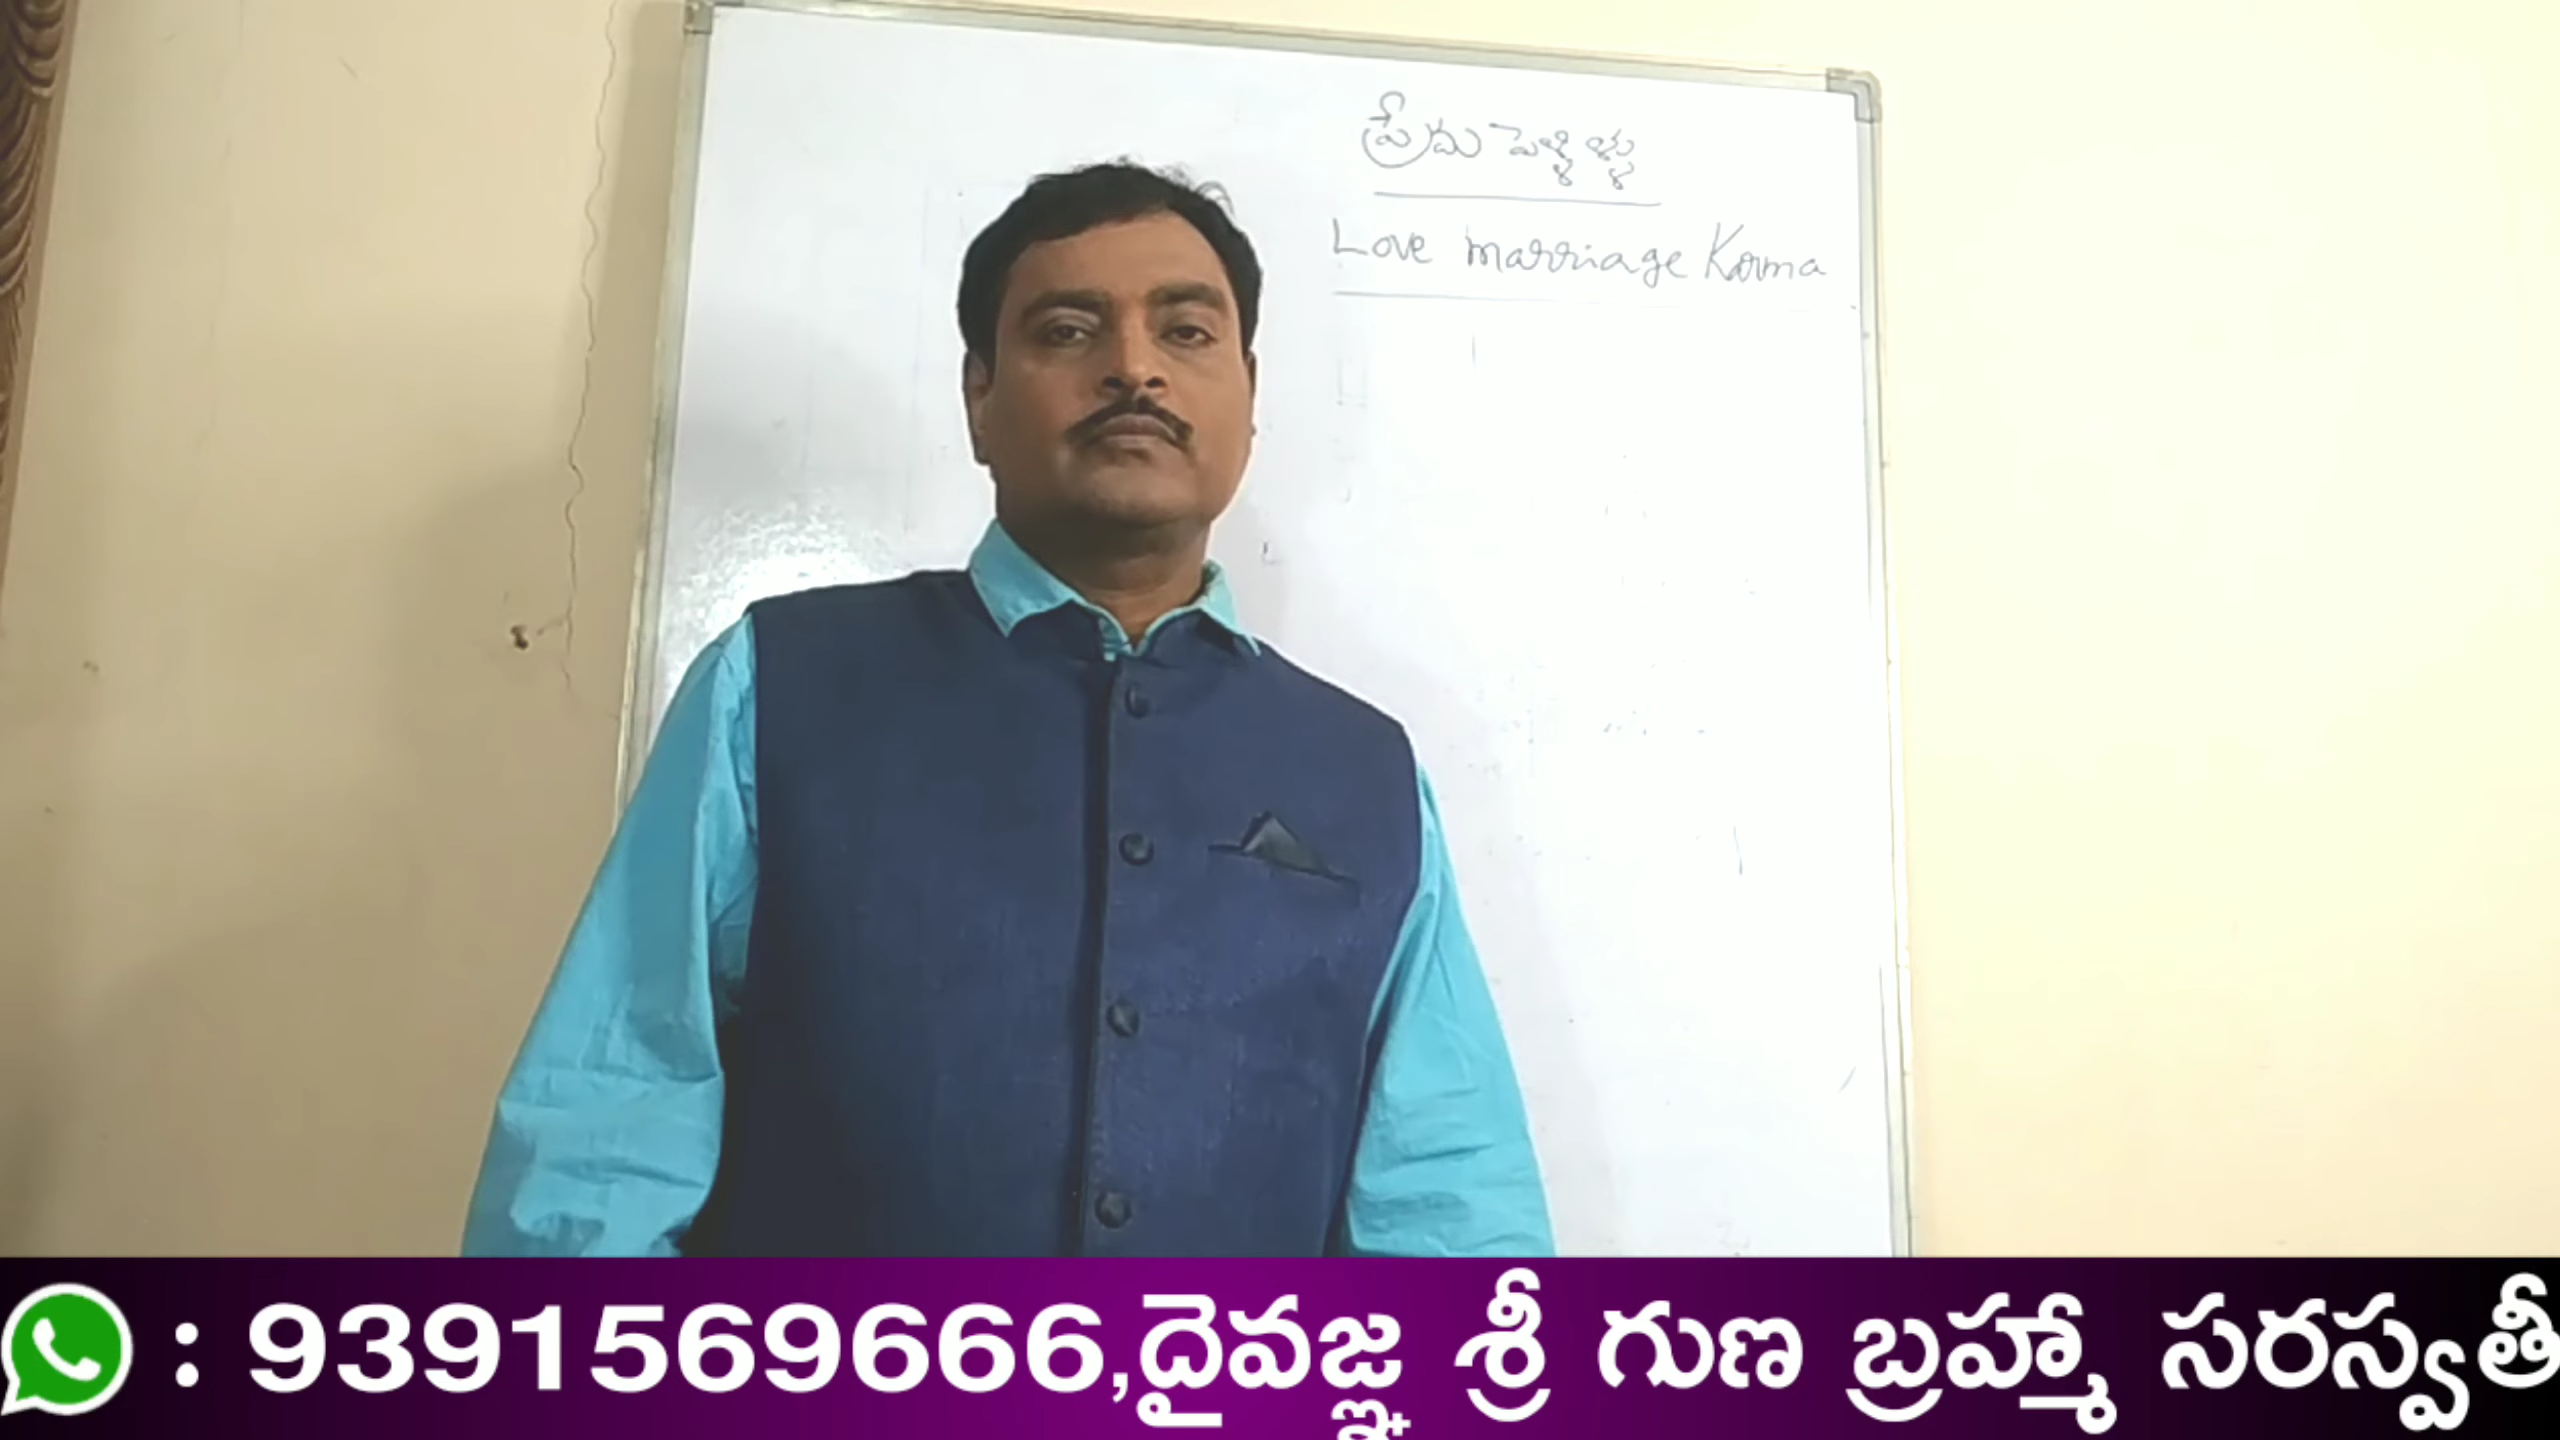 ప్రేమ పెళ్ళిళ్ళు
Love marriage Karma
: 9391569666,దైవజ్ఞ శ్రీ గుణ బ్రహ్మా సరస్వతీ